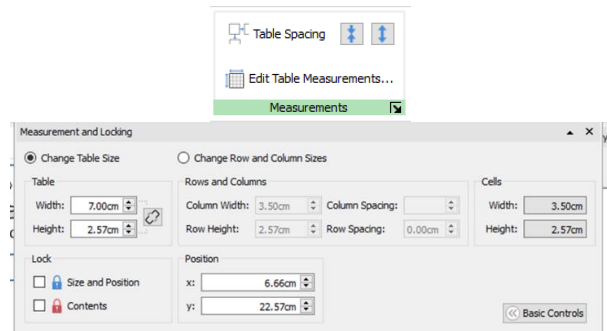 Table Spacing
Edit Table Measurements...
Measurements
Measurement and Locking
Change Table Size
Change Row and Column Sizes
Table
Rows and Columns
Cells
Width: 7.00cm
Column Width: 3.50cm
Column Spacing:
Width: 3.50cm
Height: 2.57cm
Row Height: 2.57cm
Row Spacing: 0.00cm
Height: 2.57cm
Lock
Position
Size and Position
x: 6.66cm
Contents
y: 22.57cm
Basic Controls